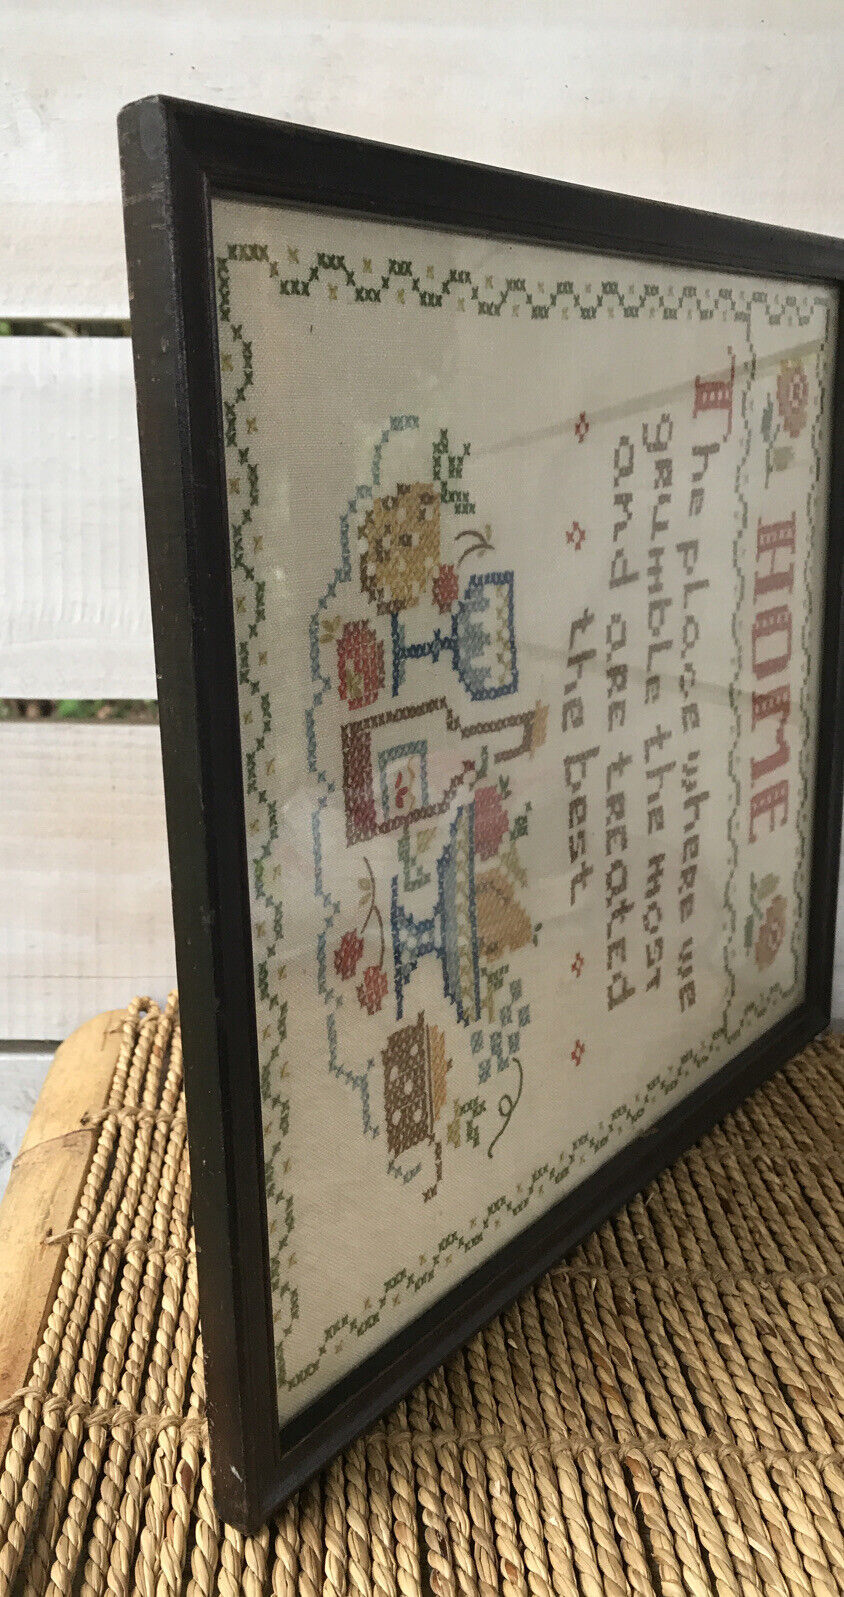 HOME
The place where we
grumble the most
and are treated
the best